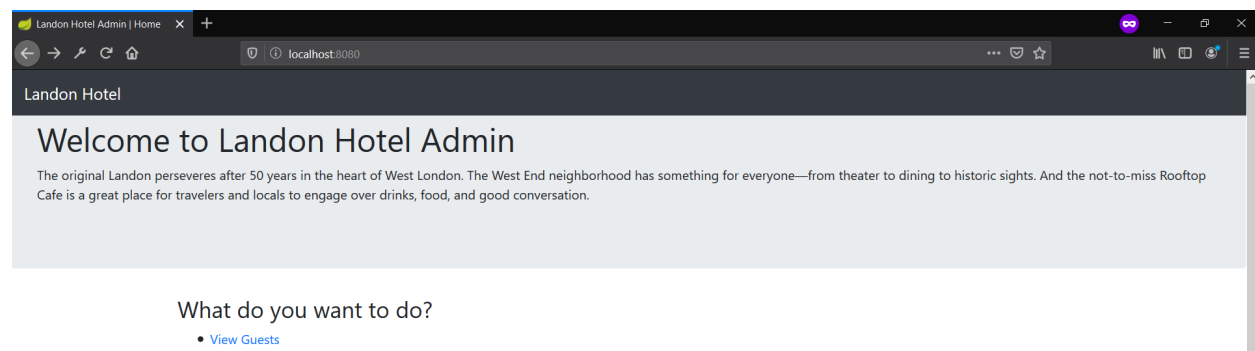 Landon Hotel Admin | Home
localhost:8080
Landon Hotel
Welcome to Landon Hotel Admin
The original Landon perseveres after 50 years in the heart of West London. The West End neighborhood has something for everyone—from theater to dining to historic sights. And the not-to-miss Rooftop
Cafe is a great place for travelers and locals to engage over drinks, food, and good conversation.
What do you want to do?
• View Guests